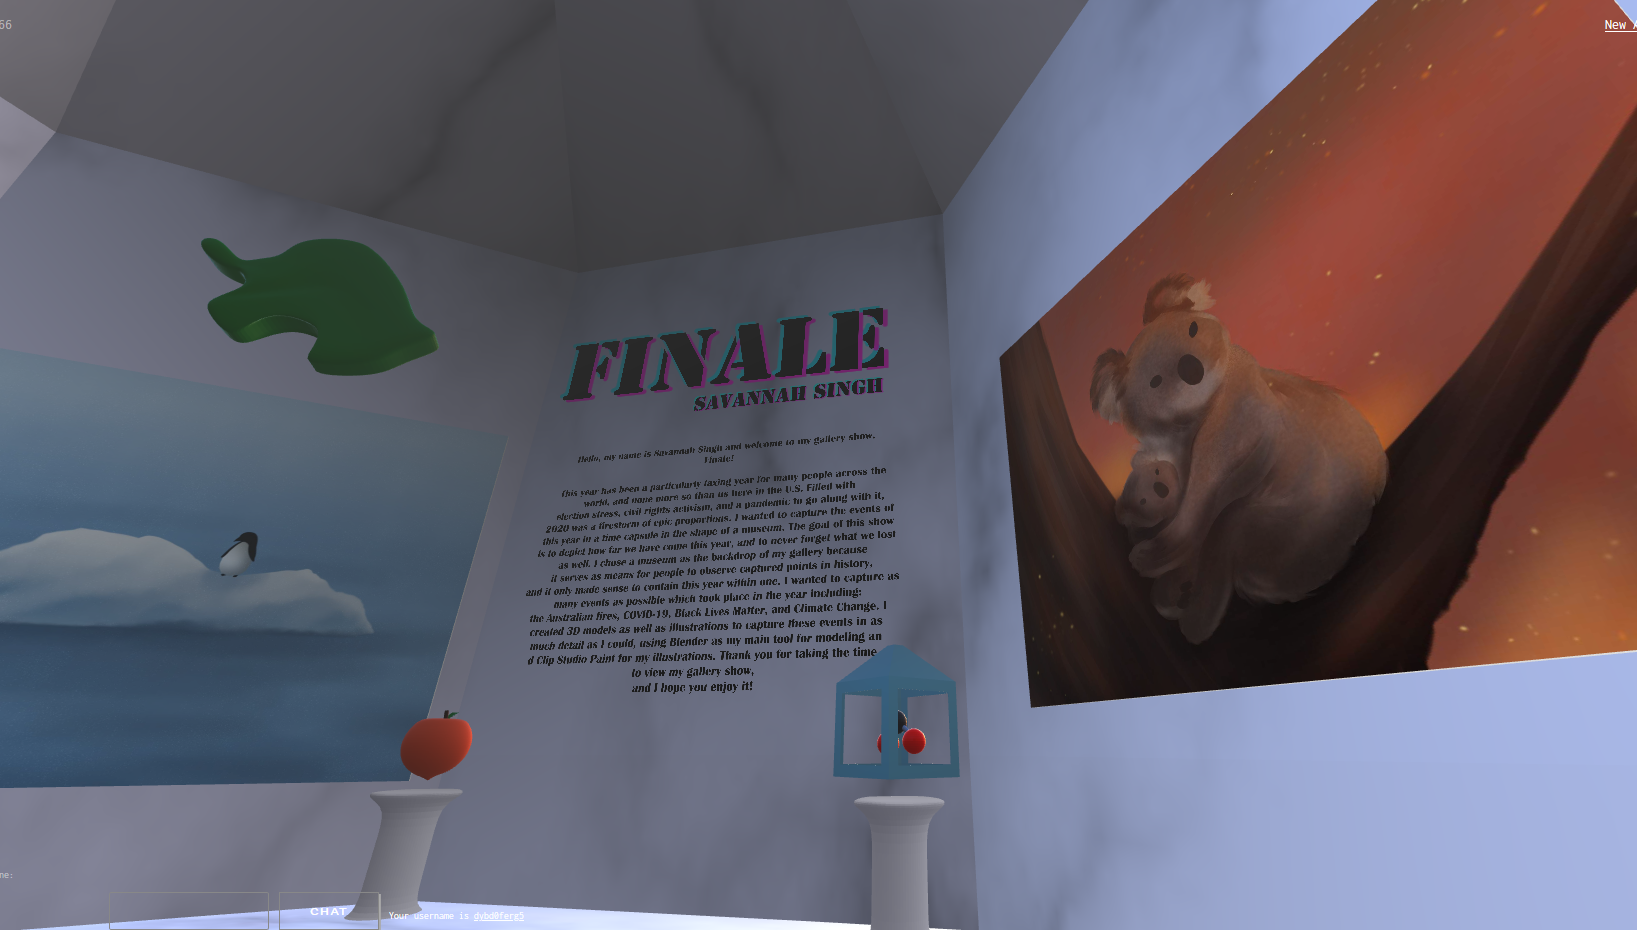 66
New
FINALE
SAVANNAH SINGH
Hello, my name is Savannah Singh and welcome to my gallery show,
Finale!
This year has been a particularly taxing year for many people across the
world, and none more so than us here in the U.S. Filled with
election stress, civil rights activism, and a pandemic to go along with it,
2020 was a firestorm of epic proportions. I wanted to capture the events of
this year in a time capsule in the shape of a museum. The goal of this show
is to depict how far we have come this year, and to never forget what we lost
as well. I chose a museum as the backdrop of my gallery because
it serves as means for people to observe captured points in history,
and it only made sense to contain this year within one. I wanted to capture as
many events as possible which took place in the year including:
the Australian fires, COVID-19, Black Lives Matter, and Climate Change. I
created 3D models as well as illustrations to capture these events in as
much detail as I could, using Blender as my main tool for modeling an
d Clip Studio Paint for my illustrations. Thank you for taking the time
to view my gallery show,
and I hope you enjoy it!
ne:
CHAT
Your username is dybd8ferg5